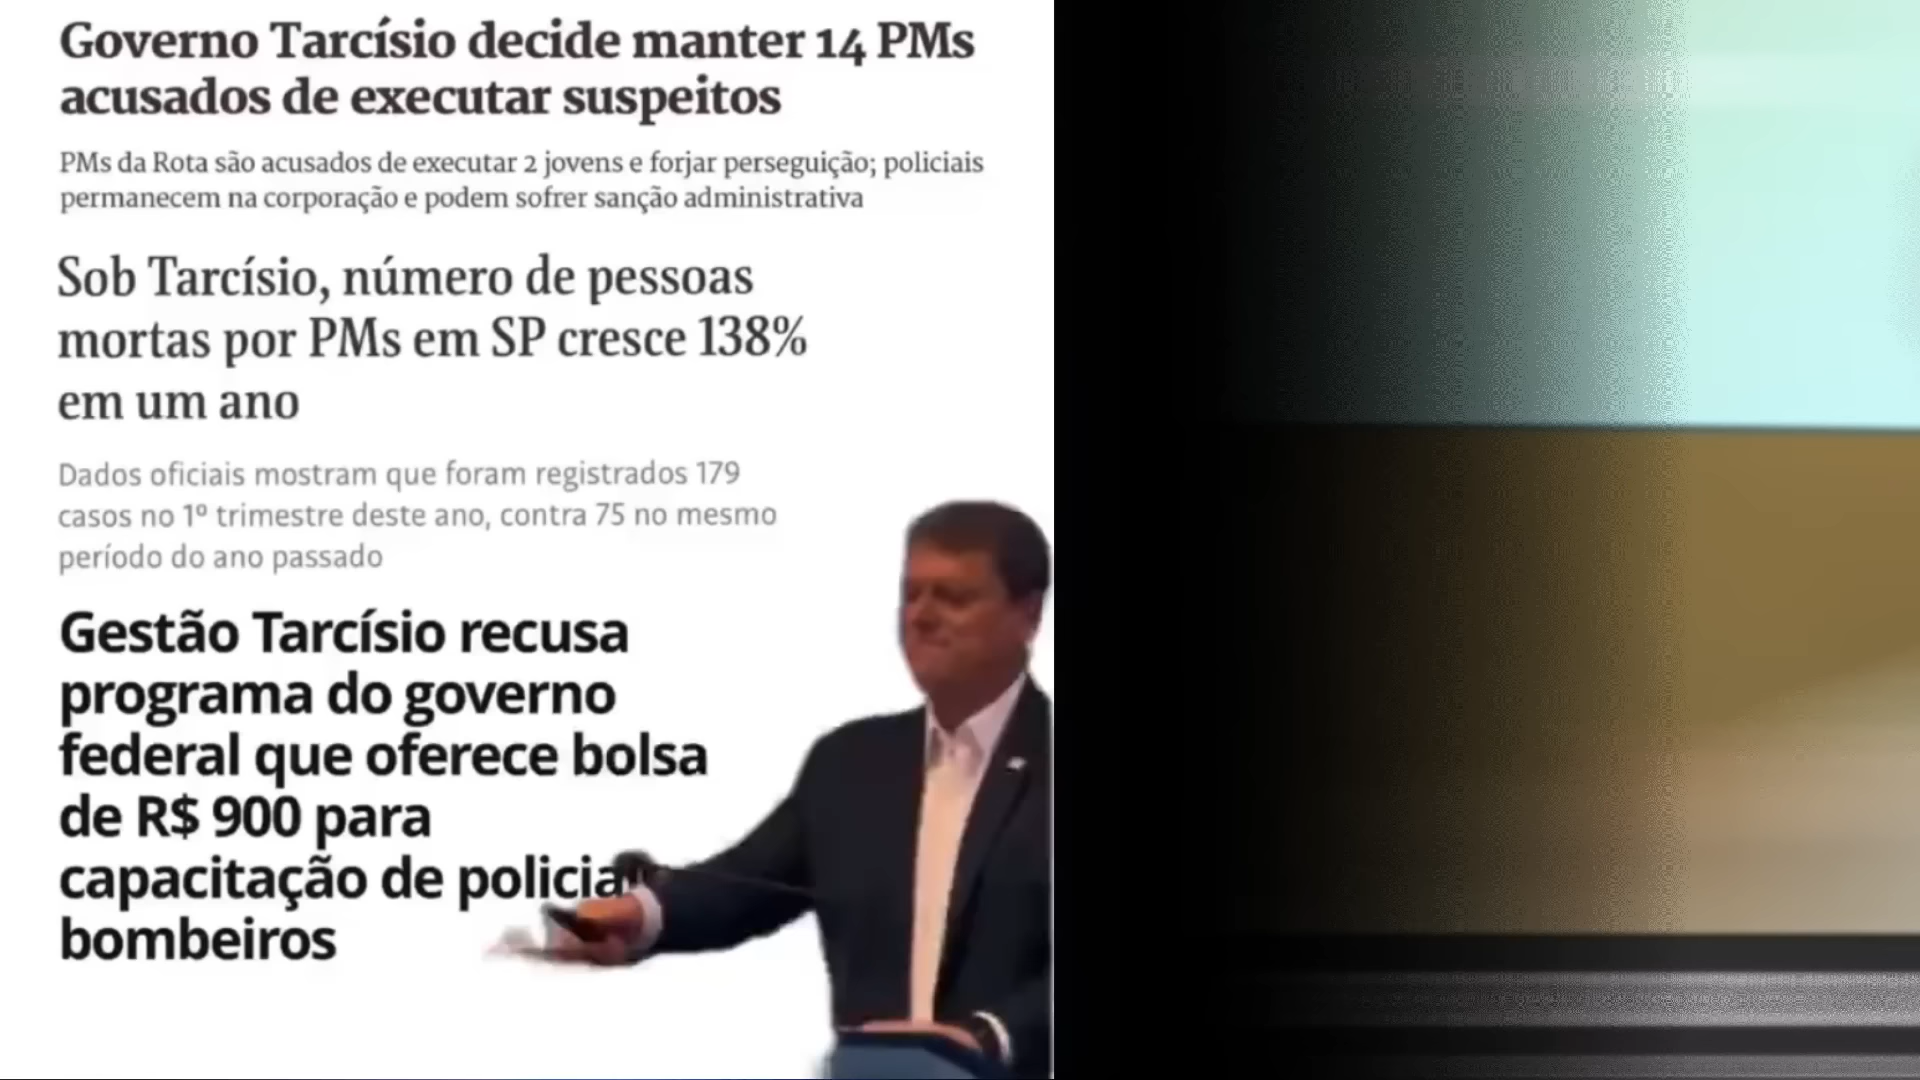 Governo Tarcísio decide manter 14 PMs
acusados de executar suspeitos
PMs da Rota são acusados de executar 2 jovens e forjar perseguição; policiais
permanecem na corporação e podem sofrer sanção administrativa
Sob Tarcísio, número de pessoas
mortas por PMs em SP cresce 138%
em um ano
Dados oficiais mostram que foram registrados 179
casos no 1º trimestre deste ano, contra 75 no mesmo
período do ano passado
Gestão Tarcísio recusa
programa do governo
federal que oferece bolsa
de R$ 900 para
capacitação de policia
bombeiros